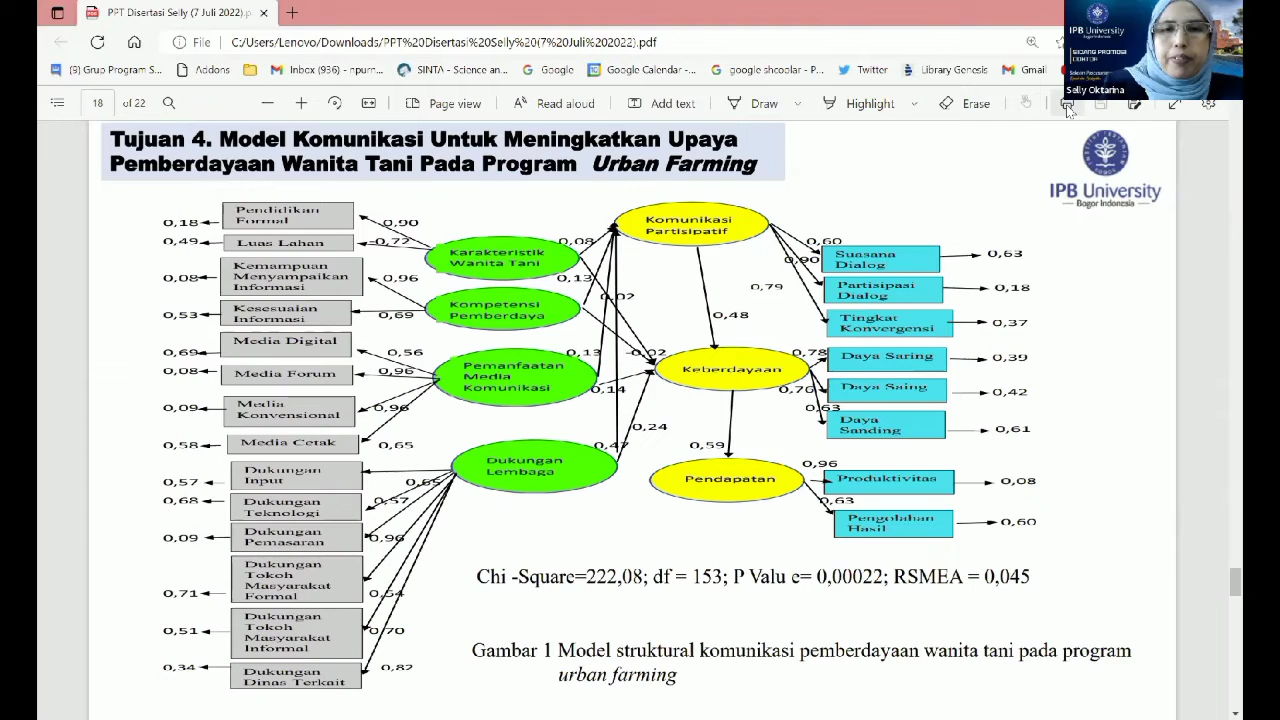 PPT Disertasi Selly (7 Juli 2022).p
File
C:/Users/Lenovo/Downloads/
(9) Grup Program S...
Addons
Inbox (996) - npur
SINTA - Science an...
Google
Google Calendar -...
google shcoolar
Twitter
Library Genesis
Gmail
IPB University
Bogor Indonesia
SIDANG PROMOSI
DOKTOR
Selly Oktarina
18 of 22
Page view
Read aloud
Add text
Draw
Highlight
Erase
Tujuan 4. Model Komunikasi Untuk Meningkatkan Upaya
Pemberdayaan Wanita Tani Pada Program Urban Farming
IPB University
Bogor Indonesia
0,18
Pendidikan
Formal
0,90
0,49
Luas Lahan
-0,77
0,08
Kemampuan
Menyampaikan
Informasi
0,96
0,53
Kesesuaian
Informasi
0,69
0,69
Media Digital
0,56
0,08
Media Forum
0,96
0,09
Media
Konvensional
0,96
0,58
Media Cetak
0,65
0,57
Dukungan
Input
0,65
0,68
Dukungan
Teknologi
0,57
0,09
Dukungan
Pemasaran
0,96
0,71
Dukungan
Tokoh
Masyarakat
Formal
0,54
0,51
Dukungan
Tokoh
Masyarakat
Informal
0,70
0,34
Dukungan
Dinas Terkait
0,82
Karakteristik
Wanita Tani
0,08
0,13
Kompetensi
Pemberdaya
0,02
-0,02
Pemanfaatan
Media
Komunikasi
0,13
0,14
Dukungan
Lembaga
0,47
0,24
Komunikasi
Partisipatif
0,48
Keberdayaan
0,59
Pendapatan
0,60
Suasana
Dialog
0,63
0,90
Partisipasi
Dialog
0,18
0,79
Tingkat
Konvergensi
0,37
0,78
Daya Saring
0,39
0,76
Daya Saing
0,42
0,63
Daya
Sanding
0,61
0,96
Produktivitas
0,08
0,63
Pengolahan
Hasil
0,60
Chi -Square=222,08; df = 153; P Valu e= 0,00022; RSMEA = 0,045
Gambar 1 Model struktural komunikasi pemberdayaan wanita tani pada program
urban farming